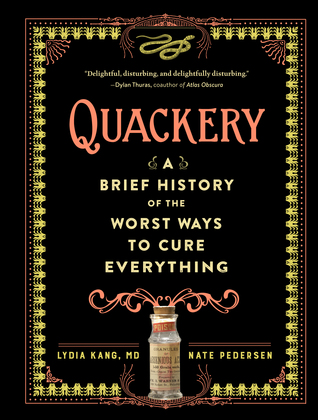 "Delightful, disturbing, and delightfully disturbing."
—Dylan Thuras, coauthor of Atlas Obscura
QUACKERY
A
BRIEF HISTORY
OF THE
WORST WAYS
TO CURE
EVERYTHING
LYDIA KANG, MD
NATE PEDERSEN